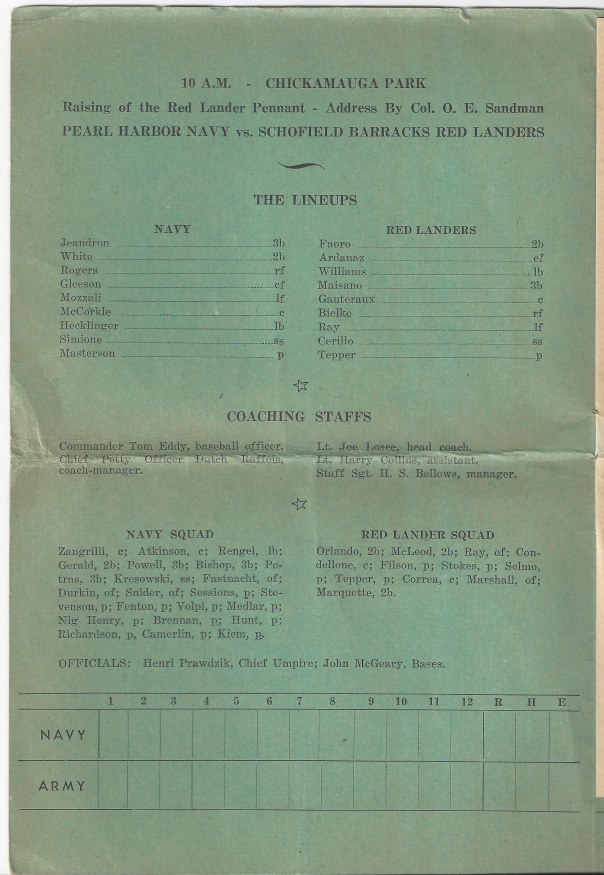 10 A.M. - CHICKAMAUGA PARK
Raising of the Red Lander Pennant - Address By Col. O. E. Sandman
PEARL HARBOR NAVY vs. SCHOFIELD BARRACKS RED LANDERS
THE LINEUPS
NAVY
Jeandron 3b
White 2b
Rogers rf
Gleeson cf
Mozzali lf
McCorkle c
Hecklinger 1b
Simione ss
Masterson p
RED LANDERS
Faoro 2b
Ardanaz cf
Williams 1b
Maisano 3b
Gauteraux c
Bielke rf
Ray lf
Cerillo ss
Tepper p
COACHING STAFFS
Commander Tom Eddy, baseball officer.
Chief Petty Officer Dutch Raffeis,
coach-manager.
Lt. Joe Losee, head coach.
Lt. Harry Collins, assistant.
Staff Sgt. H. S. Bellows, manager.
NAVY SQUAD
Zangrilli, c; Atkinson, c; Rengel, 1b;
Gerald, 2b; Powell, 3b; Bishop, 3b; Pe-
tras, 3b; Kresowski, ss; Fastnacht, of;
Durkin, of; Snider, of; Sessions, p; Ste-
venson, p; Fenton, p; Volpi, p; Medlar, p;
Nig Henry, p; Brennan, p; Hunt, p;
Richardson, p, Camerlin, p; Kiem, p.
RED LANDER SQUAD
Orlando, 2b; McLeod, 2b; Ray, of; Con-
dellone, c; Filson, p; Stokes, p; Selmo,
p; Tepper, p; Correa, c; Marshall, of;
Marquette, 2b.
OFFICIALS: Henri Prawdzik, Chief Umpire; John McGeary, Bases.
1 2 3 4 5 6 7 8 9 10 11 12 R H E
NAVY
ARMY